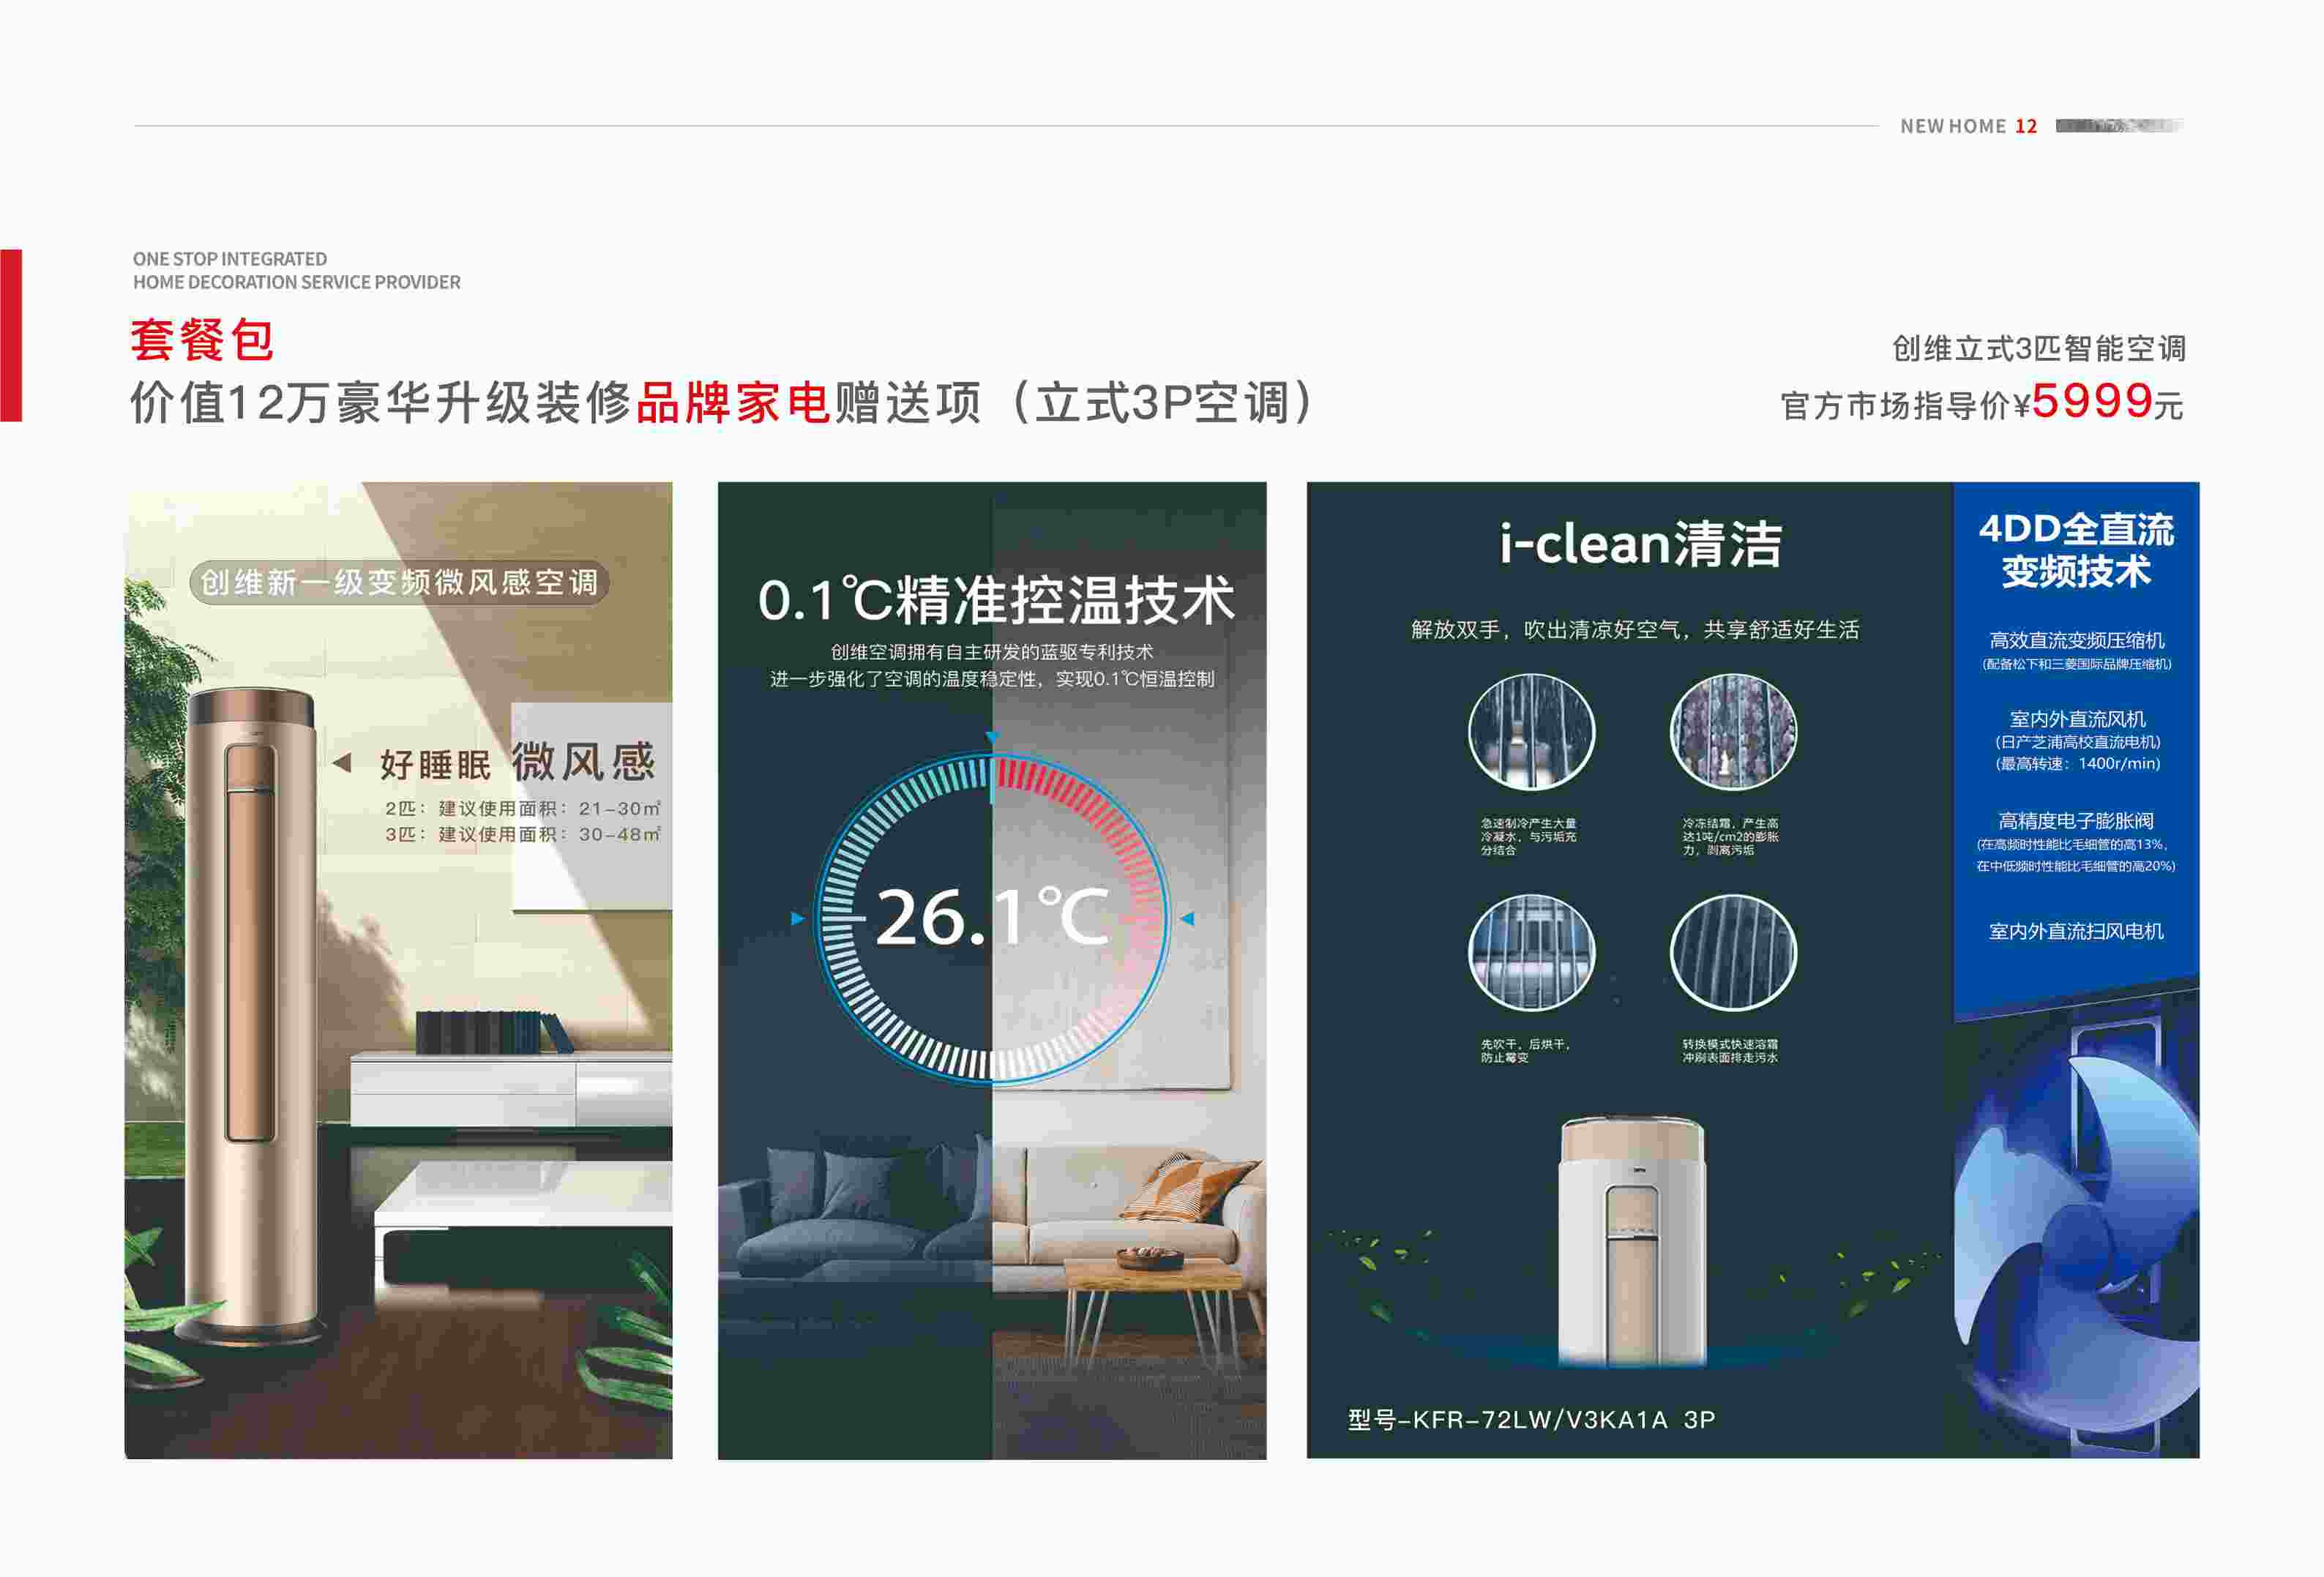 NEW HOME 12
ONE STOP INTEGRATED
HOME DECORATION SERVICE PROVIDER
套餐包
价值12万豪华升级装修品牌家电赠送项（立式3P空调）
创维立式3匹智能空调
官方市场指导价¥5999元
创维新一级变频微风感空调
好睡眠 微风感
2匹：建议使用面积：21-30㎡
3匹：建议使用面积：30-48㎡
0.1℃精准控温技术
创维空调拥有自主研发的蓝驱专利技术
进一步强化了空调的温度稳定性，实现0.1℃恒温控制
26.1℃
i-clean清洁
解放双手，吹出清凉好空气，共享舒适好生活
急速制冷产生大量
冷凝水，与污垢充
分结合
冷冻结霜，产生高
达1吨/cm2的膨胀
力，剥离污垢
先吹干，后烘干，
防止霉变
转换模式快速溶霜
冲刷表面排走污水
型号-KFR-72LW/V3KA1A 3P
4DD全直流
变频技术
高效直流变频压缩机
(配备松下和三菱国际品牌压缩机)
室内外直流风机
(日产芝浦高校直流电机)
(最高转速：1400r/min)
高精度电子膨胀阀
(在高频时性能比毛细管的高13%，
在中低频时性能比毛细管的高20%)
室内外直流扫风电机